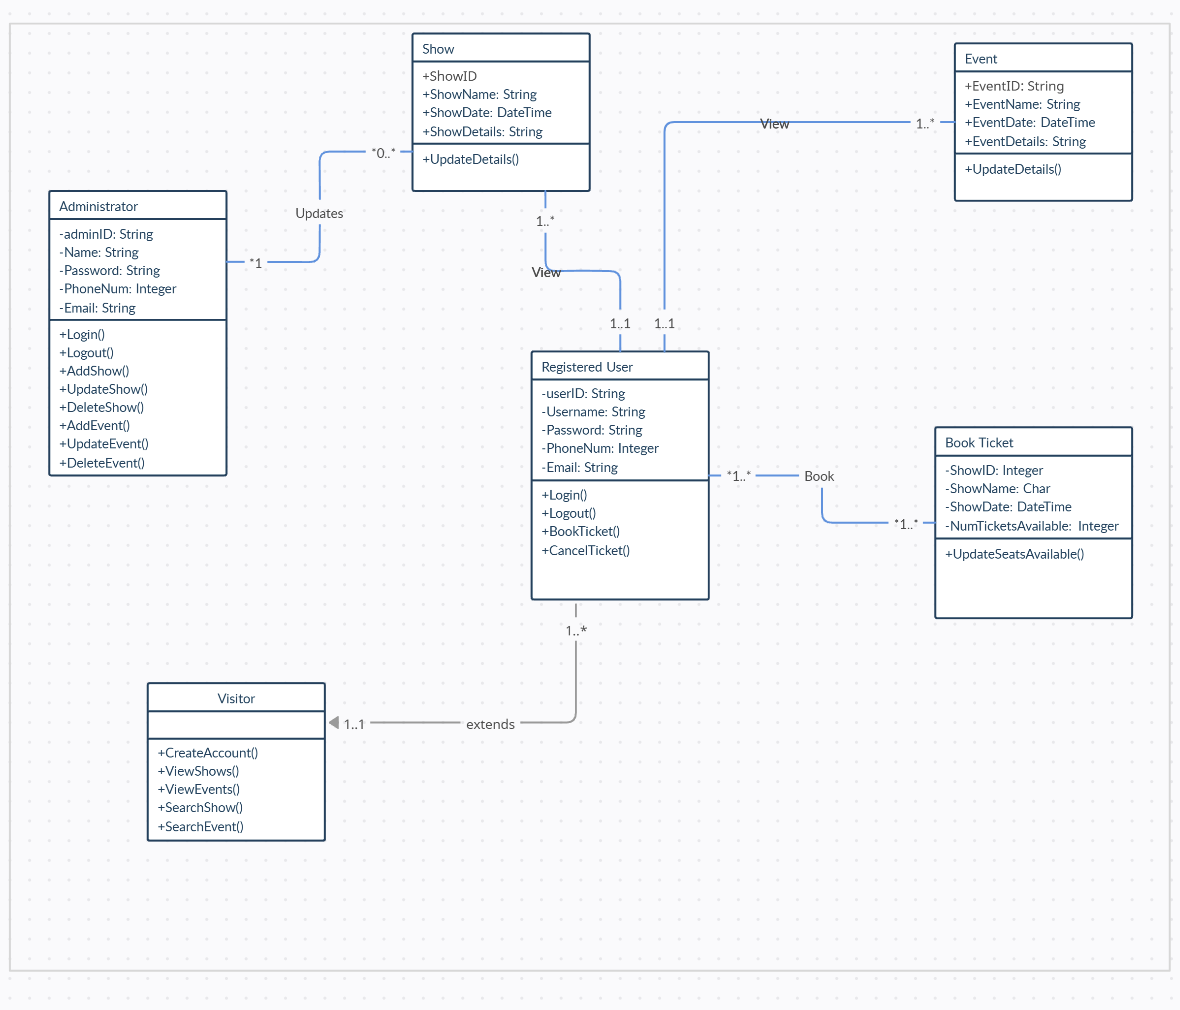 Show
+ShowID
+ShowName: String
+ShowDate: DateTime
+ShowDetails: String
+UpdateDetails()
Event
+EventID: String
+EventName: String
+EventDate: DateTime
+EventDetails: String
+UpdateDetails()
View
1..*
*0..*
Updates
*1
Administrator
-adminID: String
-Name: String
-Password: String
-PhoneNum: Integer
-Email: String
+Login()
+Logout()
+AddShow()
+UpdateShow()
+DeleteShow()
+AddEvent()
+UpdateEvent()
+DeleteEvent()
1..*
View
1..1
1..1
Registered User
-userID: String
-Username: String
-Password: String
-PhoneNum: Integer
-Email: String
+Login()
+Logout()
+BookTicket()
+CancelTicket()
*1..*
Book
*1..*
Book Ticket
-ShowID: Integer
-ShowName: Char
-ShowDate: DateTime
-NumTicketsAvailable: Integer
+UpdateSeatsAvailable()
1..*
extends
1..1
Visitor
+CreateAccount()
+ViewShows()
+ViewEvents()
+SearchShow()
+SearchEvent()